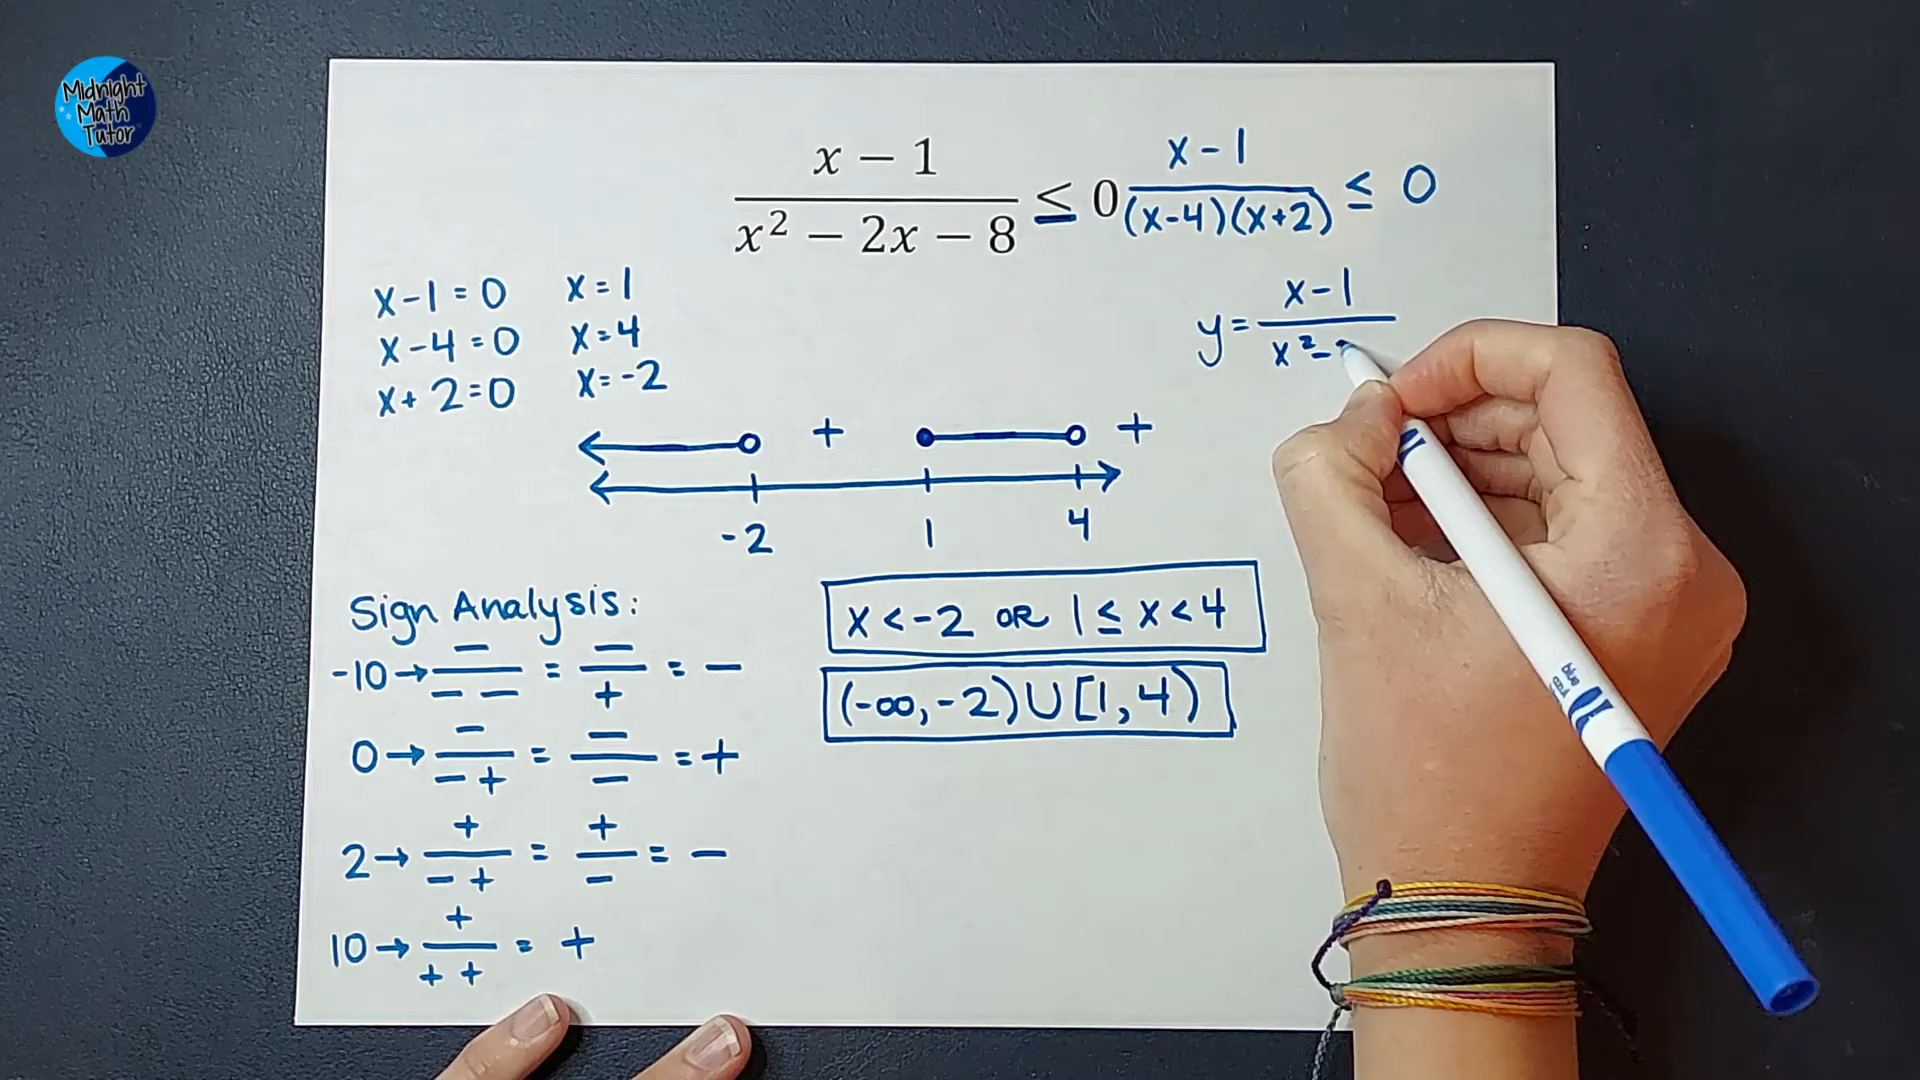 Midnight
Math
Tutor
x − 1
x² − 2x − 8
≤ 0
x - 1
(x-4)(x+2)
≤ 0
x-1=0 x=1
x-4=0 x=4
x+2=0 x=-2
y=
x-1
x²-
+ +
-2 1 4
Sign Analysis:
-10→ −/− − = −/+ = −
0→ −/− + = −/− = +
2→ +/− + = +/− = −
10→ +/+ + = +
x<-2 OR 1≤x<4
(-∞,-2)∪[1,4)
blue
azul